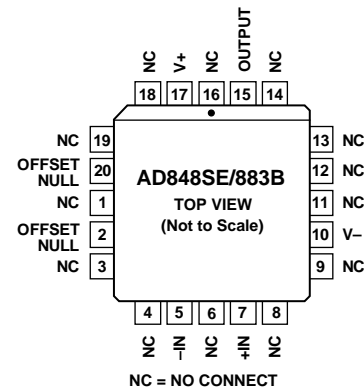 NC
V+
NC
OUTPUT
NC
18
17
16
15
14
NC 19
OFFSET
NULL
20
NC 1
OFFSET
NULL
2
NC 3
AD848SE/883B
TOP VIEW
(Not to Scale)
13 NC
12 NC
11 NC
10 V–
9 NC
4
5
6
7
8
NC
–IN
NC
+IN
NC
NC = NO CONNECT